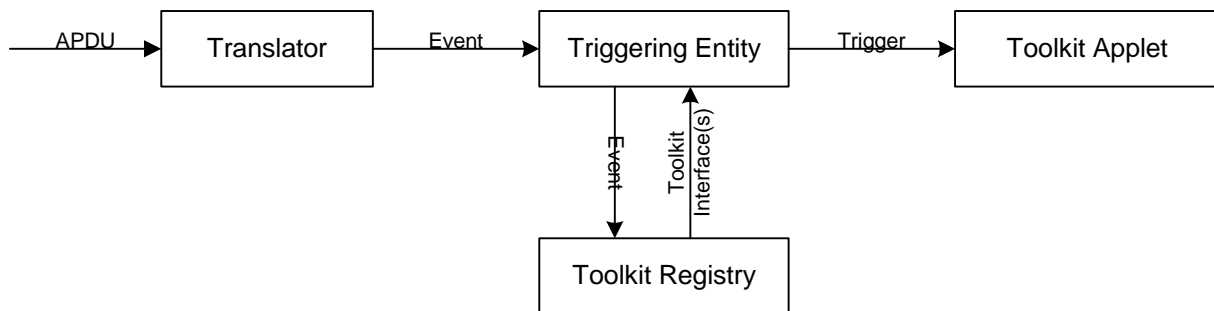 APDU
Translator
Event
Triggering Entity
Trigger
Toolkit Applet
Event
Toolkit
Interface(s)
Toolkit Registry